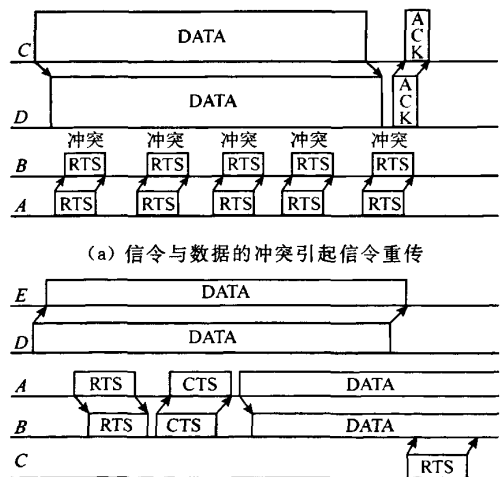 DATA
A
C
K
C
DATA
A
C
K
D
冲突 冲突 冲突 冲突 冲突
B RTS RTS RTS RTS RTS
A RTS RTS RTS RTS RTS
(a) 信令与数据的冲突引起信令重传
E DATA
D DATA
A RTS CTS DATA
B RTS CTS DATA
C RTS